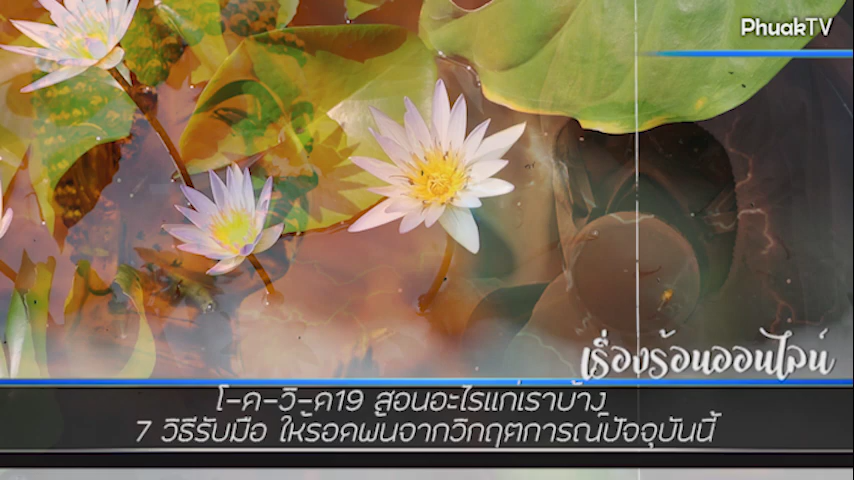 PhuakTV
เรื่องร้อนออนไลน์
โ-ค-วิ-ด19 สอนอะไรแก่เราบ้าง
7 วิธีรับมือ ให้รอดพ้นจากวิกฤตการณ์ปัจจุบันนี้